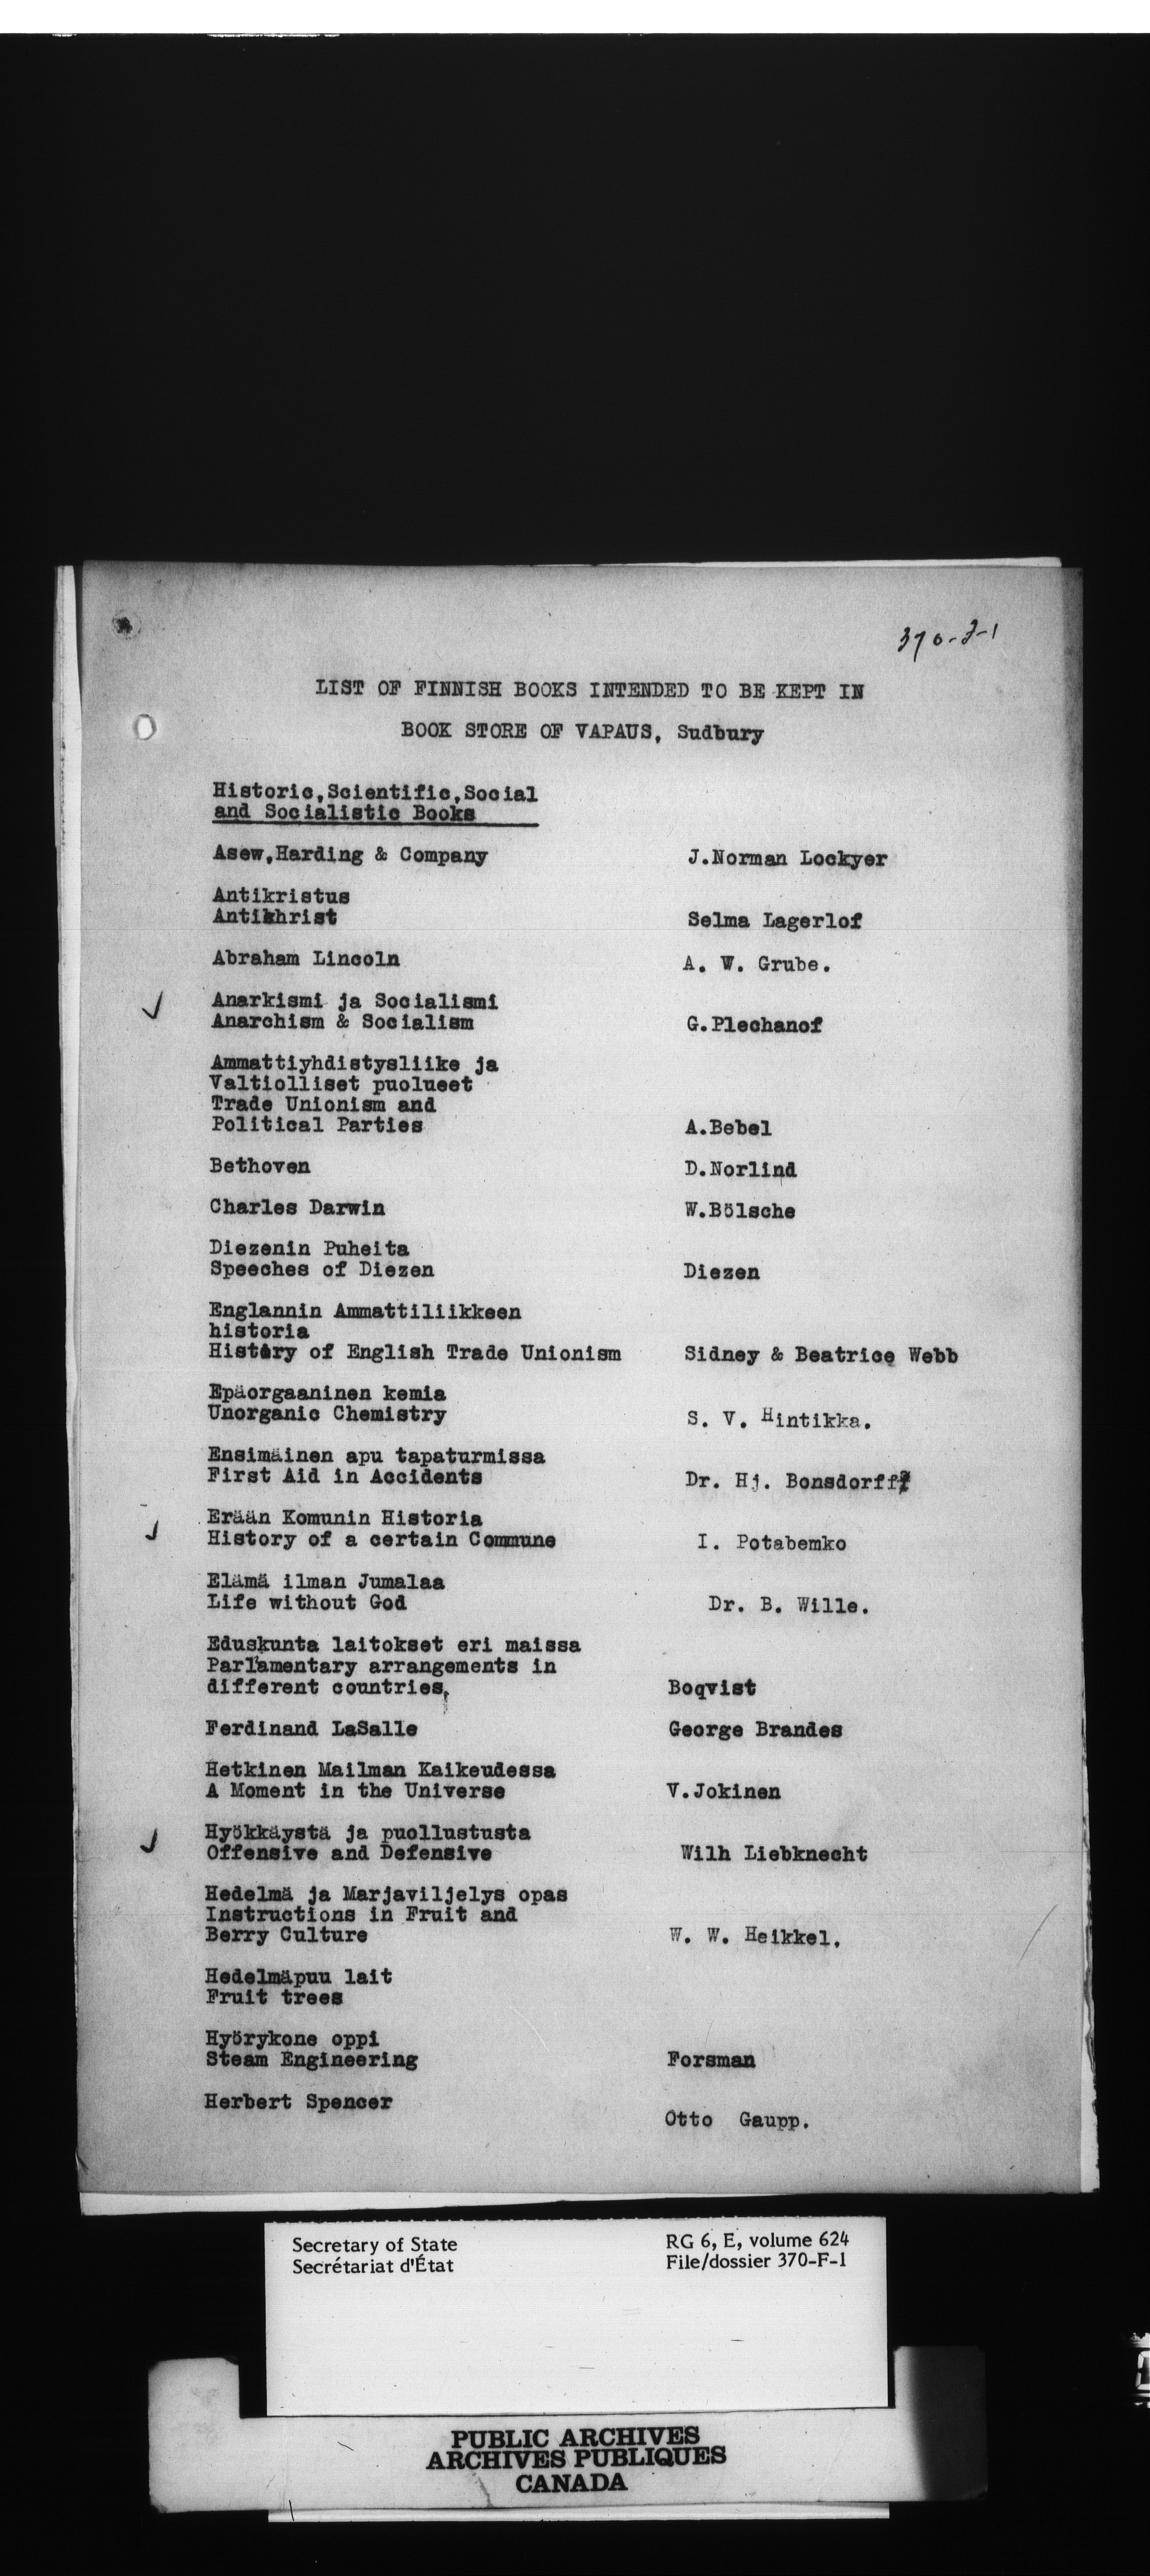 370-F-1
LIST OF FINNISH BOOKS INTENDED TO BE KEPT IN
BOOK STORE OF VAPAUS, Sudbury
Historic,Scientific,Social
and Socialistic Books
Asew,Harding & Company J.Norman Lockyer
Antikristus
Antikhrist Selma Lagerlof
Abraham Lincoln A. W. Grube.
Anarkismi ja Socialismi
Anarchism & Socialism G.Plechanof
Ammattiyhdistysliike ja
Valtiolliset puolueet
Trade Unionism and
Political Parties A.Bebel
Bethoven D.Norlind
Charles Darwin W.Bölsche
Diezenin Puheita
Speeches of Diezen Diezen
Englannin Ammattiliikkeen
historia
History of English Trade Unionism Sidney & Beatrice Webb
Epäorgaaninen kemia
Unorganic Chemistry S. V. Hintikka.
Ensimäinen apu tapaturmissa
First Aid in Accidents Dr. Hj. Bonsdorff
Erään Komunin Historia
History of a certain Commune I. Potabemko
Elämä ilman Jumalaa
Life without God Dr. B. Wille.
Eduskunta laitokset eri maissa
Parlamentary arrangements in
different countries, Boqvist
Ferdinand LaSalle George Brandes
Hetkinen Mailman Kaikeudessa
A Moment in the Universe V.Jokinen
Hyökkäystä ja puollustusta
Offensive and Defensive Wilh Liebknecht
Hedelmä ja Marjaviljelys opas
Instructions in Fruit and
Berry Culture W. W. Heikkel.
Hedelmäpuu lait
Fruit trees
Hyörykone oppi
Steam Engineering Forsman
Herbert Spencer
Otto Gaupp.
Secretary of State RG 6, E, volume 624
Secrétariat d'État File/dossier 370-F-1
PUBLIC ARCHIVES
ARCHIVES PUBLIQUES
CANADA